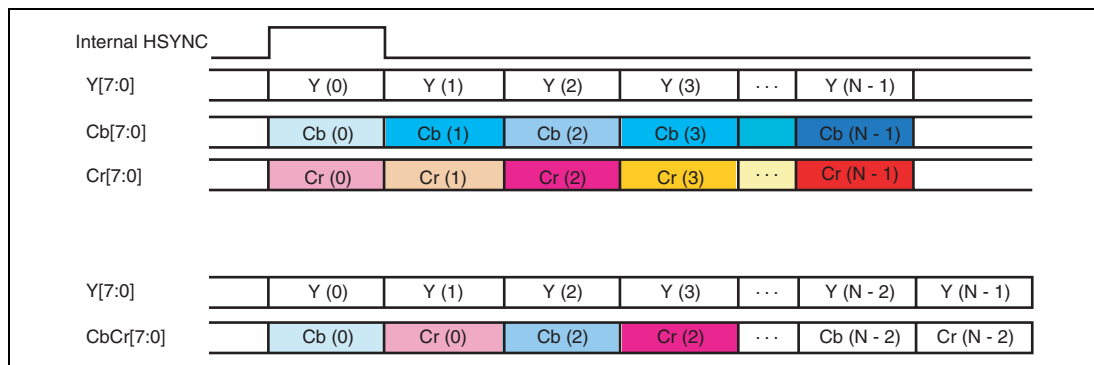 Internal HSYNC
Y[7:0] Y (0) Y (1) Y (2) Y (3) ... Y (N - 1)
Cb[7:0] Cb (0) Cb (1) Cb (2) Cb (3) Cb (N - 1)
Cr[7:0] Cr (0) Cr (1) Cr (2) Cr (3) ... Cr (N - 1)
Y[7:0] Y (0) Y (1) Y (2) Y (3) ... Y (N - 2) Y (N - 1)
CbCr[7:0] Cb (0) Cr (0) Cb (2) Cr (2) ... Cb (N - 2) Cr (N - 2)